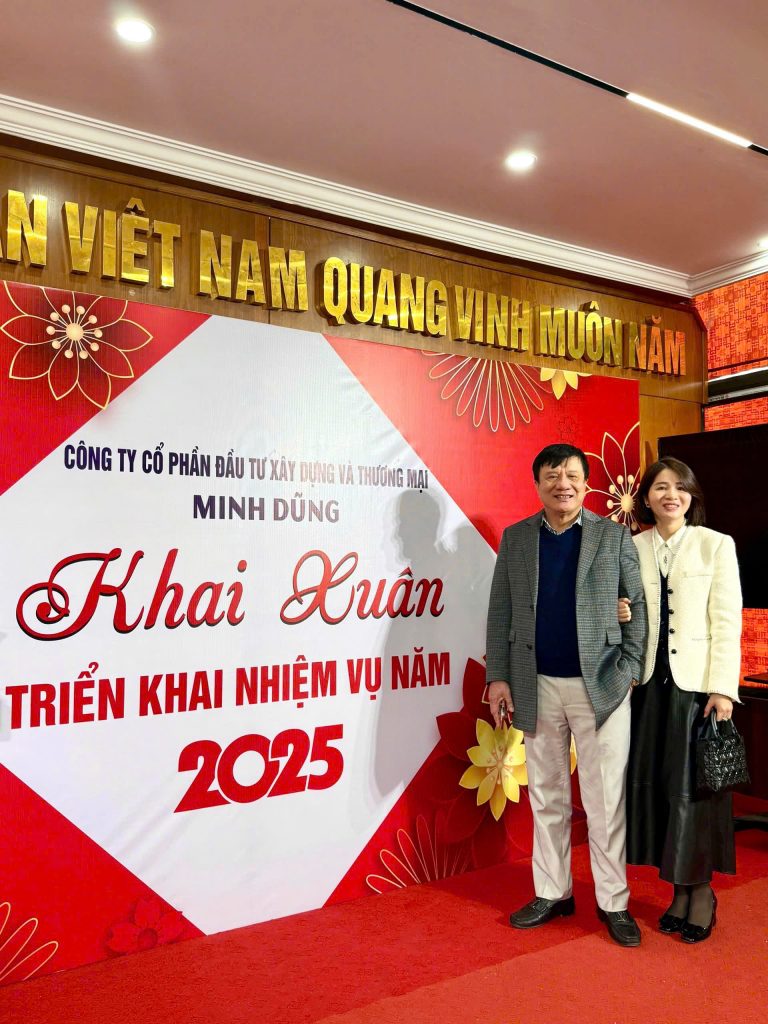 VIỆT NAM QUANG VINH MUÔN NĂM
CÔNG TY CỔ PHẦN ĐẦU TƯ XÂY DỰNG VÀ THƯƠNG MẠI
MINH DŨNG
Khai Xuân
TRIỂN KHAI NHIỆM VỤ NĂM
2025